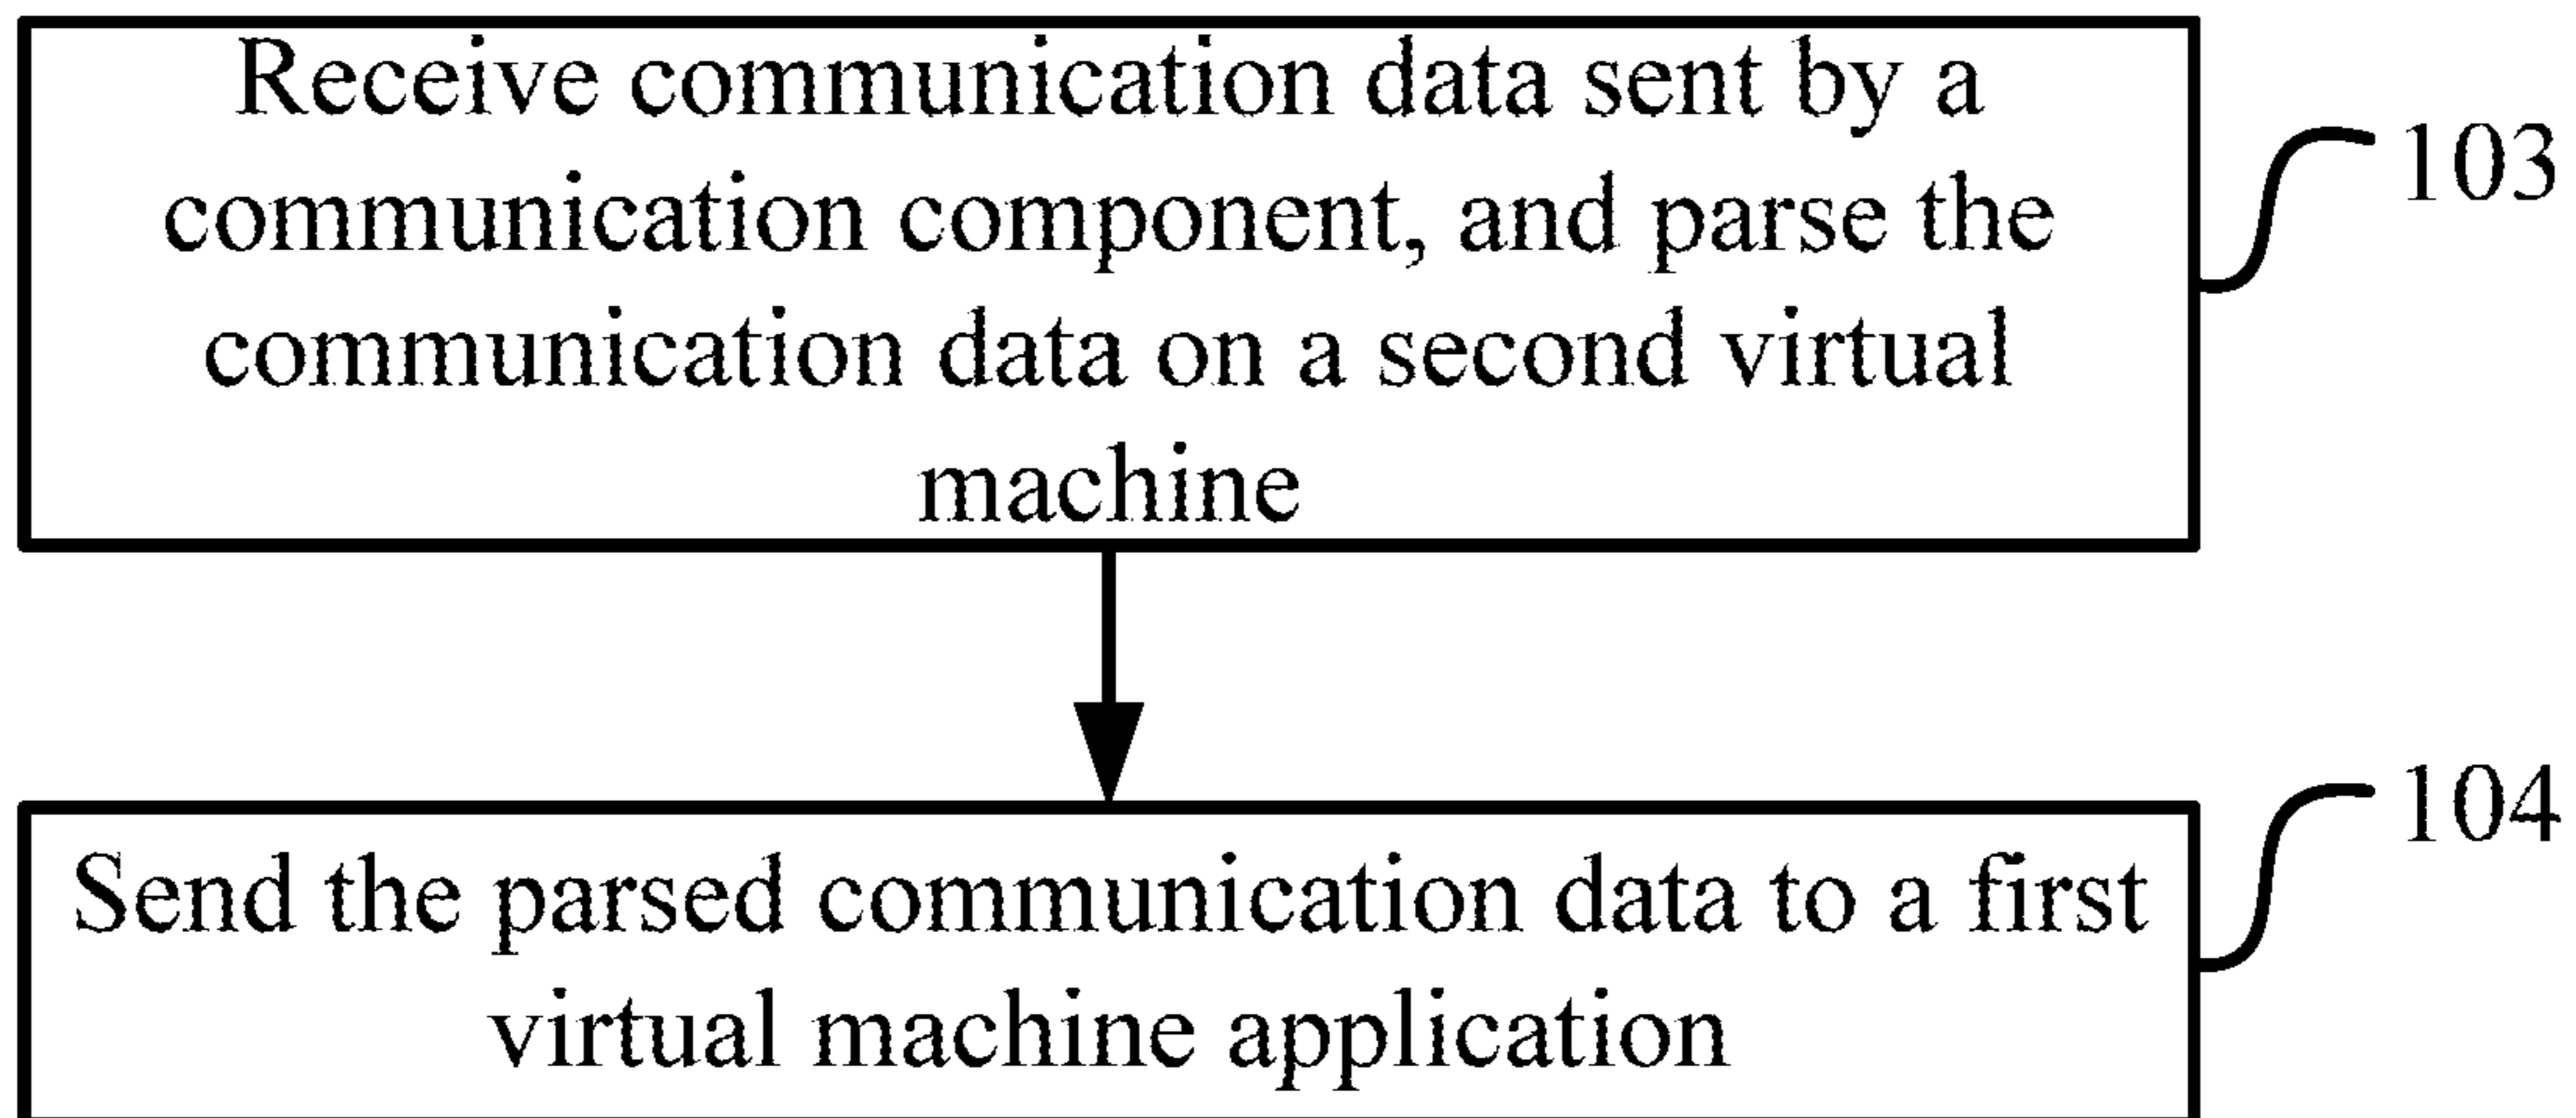 Receive communication data sent by a
communication component, and parse the
communication data on a second virtual
machine
103
Send the parsed communication data to a first
virtual machine application
104